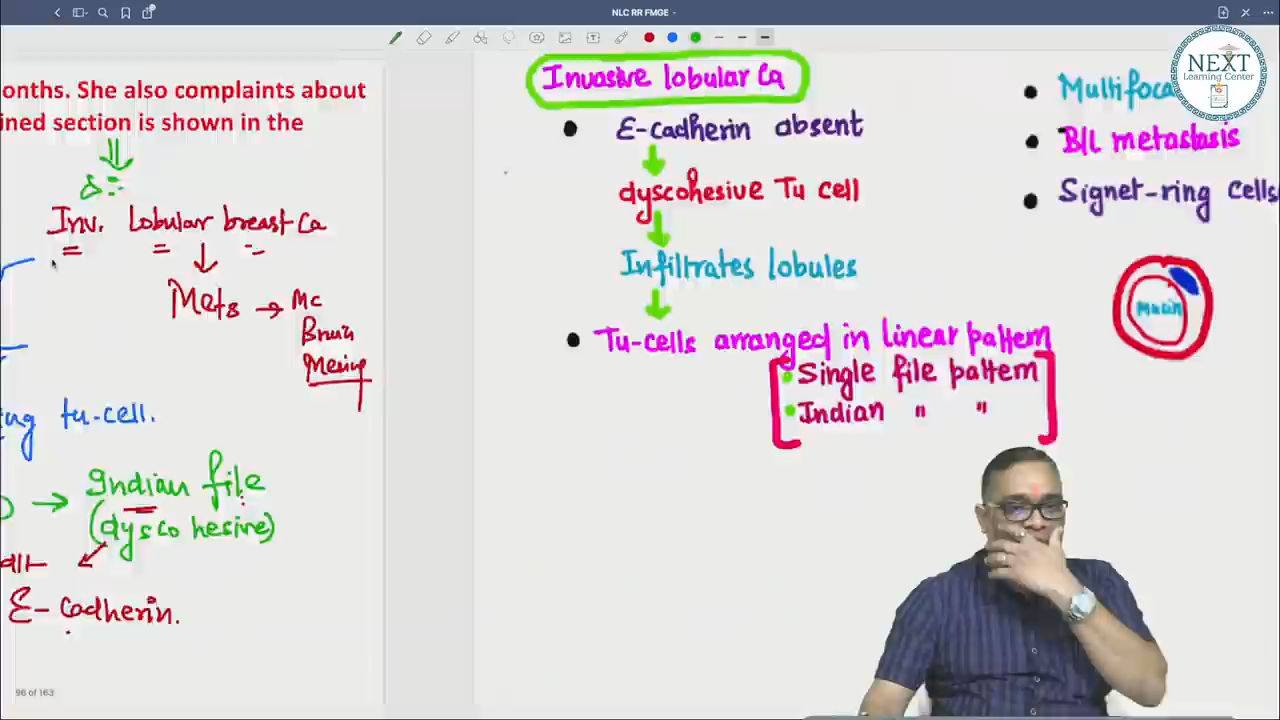 NLC RR FMGE
NEXT
Learning Center
onths. She also complaints about
ined section is shown in the
Inv. lobular breast Ca
Mets → Mc
Brain
ng tu-cell.
→ Indian file
(dyscohesive)
E-cadherin.
96 of 163
Invasive lobular Ca
E-cadherin absent
dyscohesive Tu cell
Infiltrates lobules
Tu-cells arranged in linear pattern
Single file pattern
Indian " "
Multifoca
B/L metastasis
Signet-ring cells
Mucin